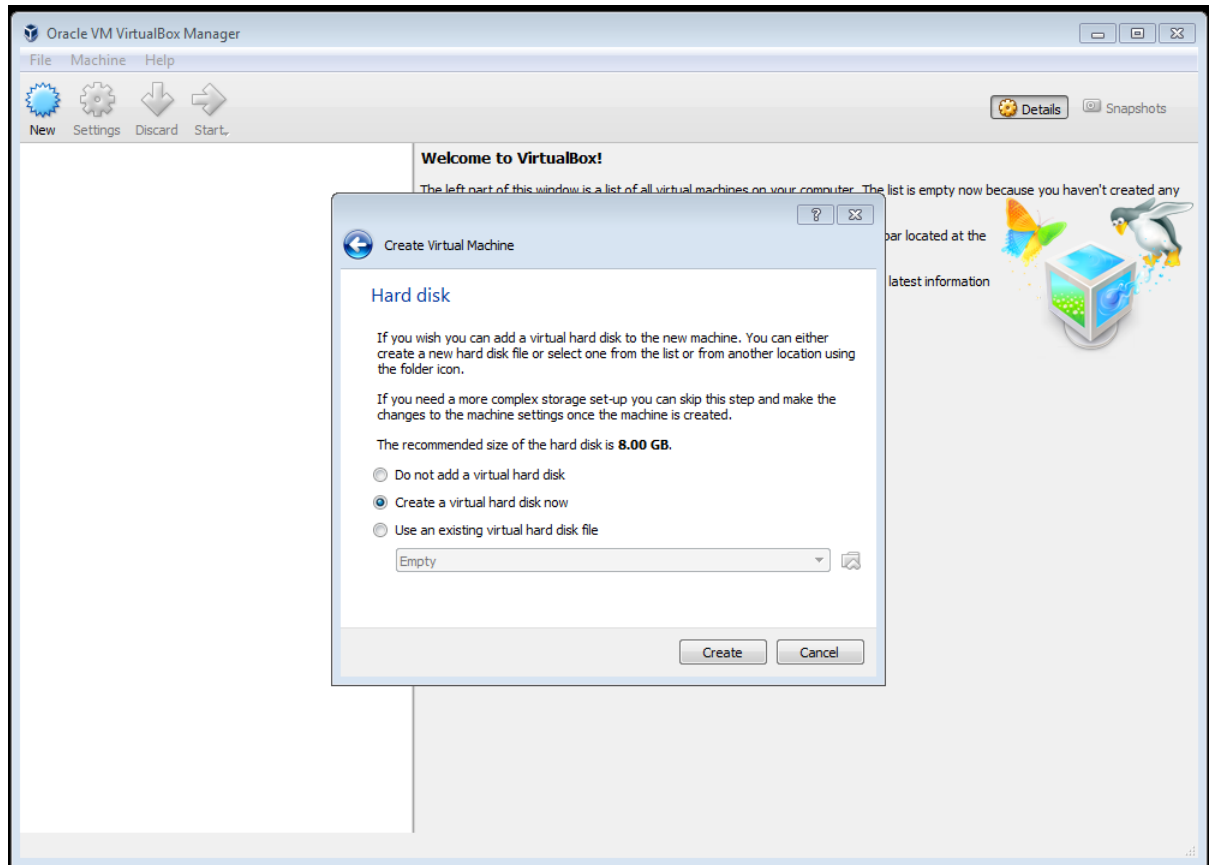 Oracle VM VirtualBox Manager
File Machine Help
New Settings Discard Start
Details Snapshots
Welcome to VirtualBox!
The left part of this window is a list of all virtual machines on your computer. The list is empty now because you haven't created any
bar located at the
latest information
Create Virtual Machine
Hard disk
If you wish you can add a virtual hard disk to the new machine. You can either
create a new hard disk file or select one from the list or from another location using
the folder icon.
If you need a more complex storage set-up you can skip this step and make the
changes to the machine settings once the machine is created.
The recommended size of the hard disk is 8.00 GB.
Do not add a virtual hard disk
Create a virtual hard disk now
Use an existing virtual hard disk file
Empty
Create Cancel